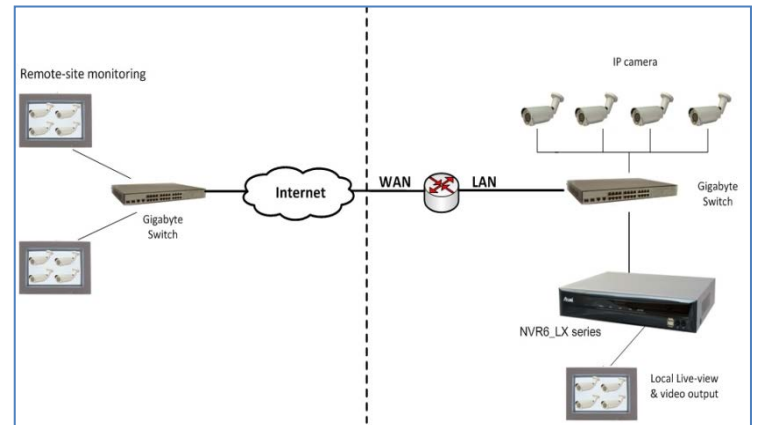 Remote-site monitoring
IP camera
WAN
LAN
Internet
Gigabyte
Switch
Gigabyte
Switch
NVR6_LX series
Local Live-view
& video output